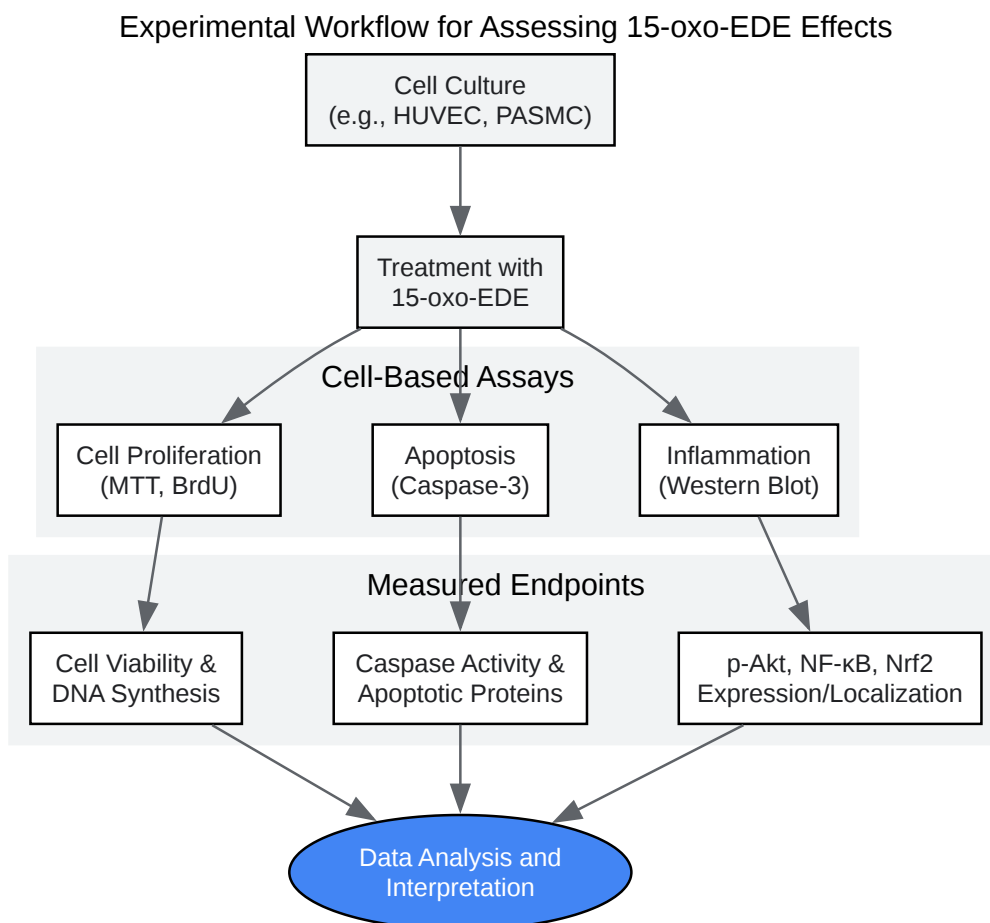 Experimental Workflow for Assessing 15-oxo-EDE Effects
Cell Culture
(e.g., HUVEC, PASMC)
Treatment with
15-oxo-EDE
Cell-Based Assays
Cell Proliferation
(MTT, BrdU)
Apoptosis
(Caspase-3)
Inflammation
(Western Blot)
Measured Endpoints
Cell Viability &
DNA Synthesis
Caspase Activity &
Apoptotic Proteins
p-Akt, NF-κB, Nrf2
Expression/Localization
Data Analysis and
Interpretation